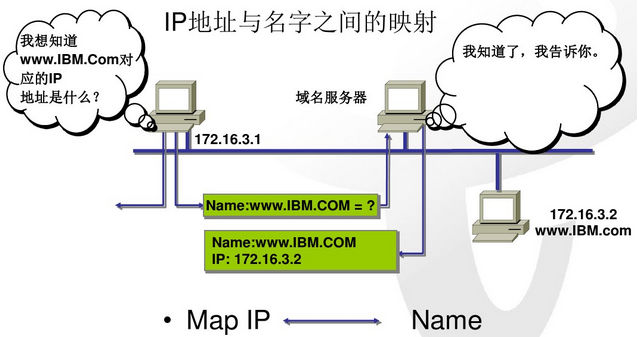 IP地址与名字之间的映射
我想知道
www.IBM.Com对
应的IP
地址是什么？
域名服务器
我知道了，我告诉你。
172.16.3.1
Name:www.IBM.COM = ?
Name:www.IBM.COM
IP: 172.16.3.2
172.16.3.2
www.IBM.com
• Map IP Name